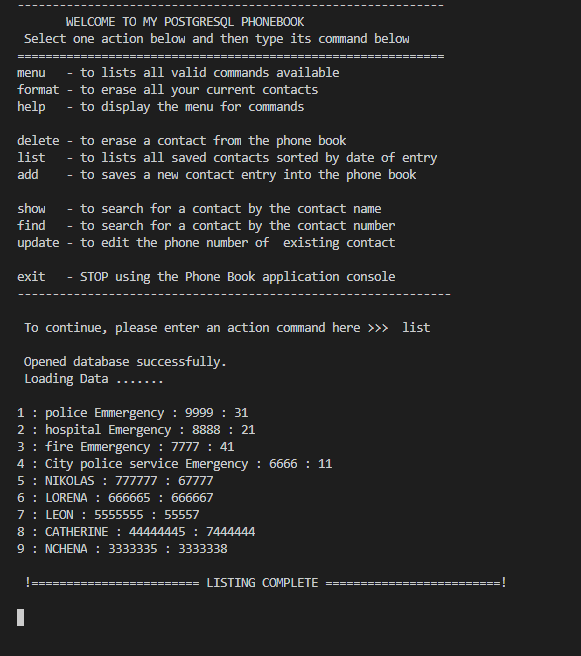 -------------------------------------------------------------
WELCOME TO MY POSTGRESQL PHONEBOOK
Select one action below and then type its command below
=============================================================
menu   - to lists all valid commands available
format - to erase all your current contacts
help   - to display the menu for commands
delete - to erase a contact from the phone book
list   - to lists all saved contacts sorted by date of entry
add    - to saves a new contact entry into the phone book
show   - to search for a contact by the contact name
find   - to search for a contact by the contact number
update - to edit the phone number of  existing contact
exit   - STOP using the Phone Book application console
--------------------------------------------------------------
To continue, please enter an action command here >>>  list
Opened database successfully.
Loading Data .......
1 : police Emmergency : 9999 : 31
2 : hospital Emergency : 8888 : 21
3 : fire Emmergency : 7777 : 41
4 : City police service Emergency : 6666 : 11
5 : NIKOLAS : 777777 : 67777
6 : LORENA : 666665 : 666667
7 : LEON : 5555555 : 55557
8 : CATHERINE : 44444445 : 7444444
9 : NCHENA : 3333335 : 3333338
!======================== LISTING COMPLETE =========================!